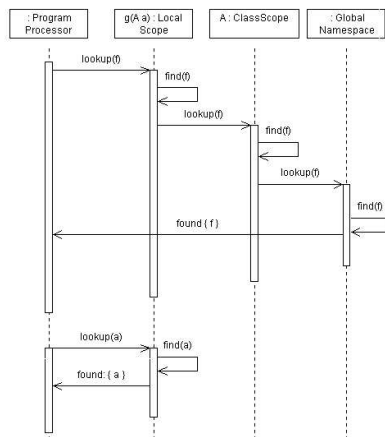 : Program
Processor
g(A a) : Local
Scope
A : ClassScope
: Global
Namespace
lookup(f)
find(f)
lookup(f)
find(f)
lookup(f)
find(f)
found { f }
lookup(a)
find(a)
found: { a }